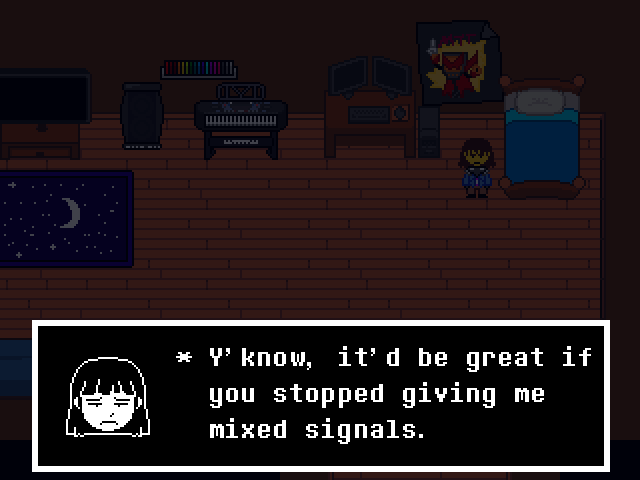 * Y'know, it'd be great if
you stopped giving me
mixed signals.